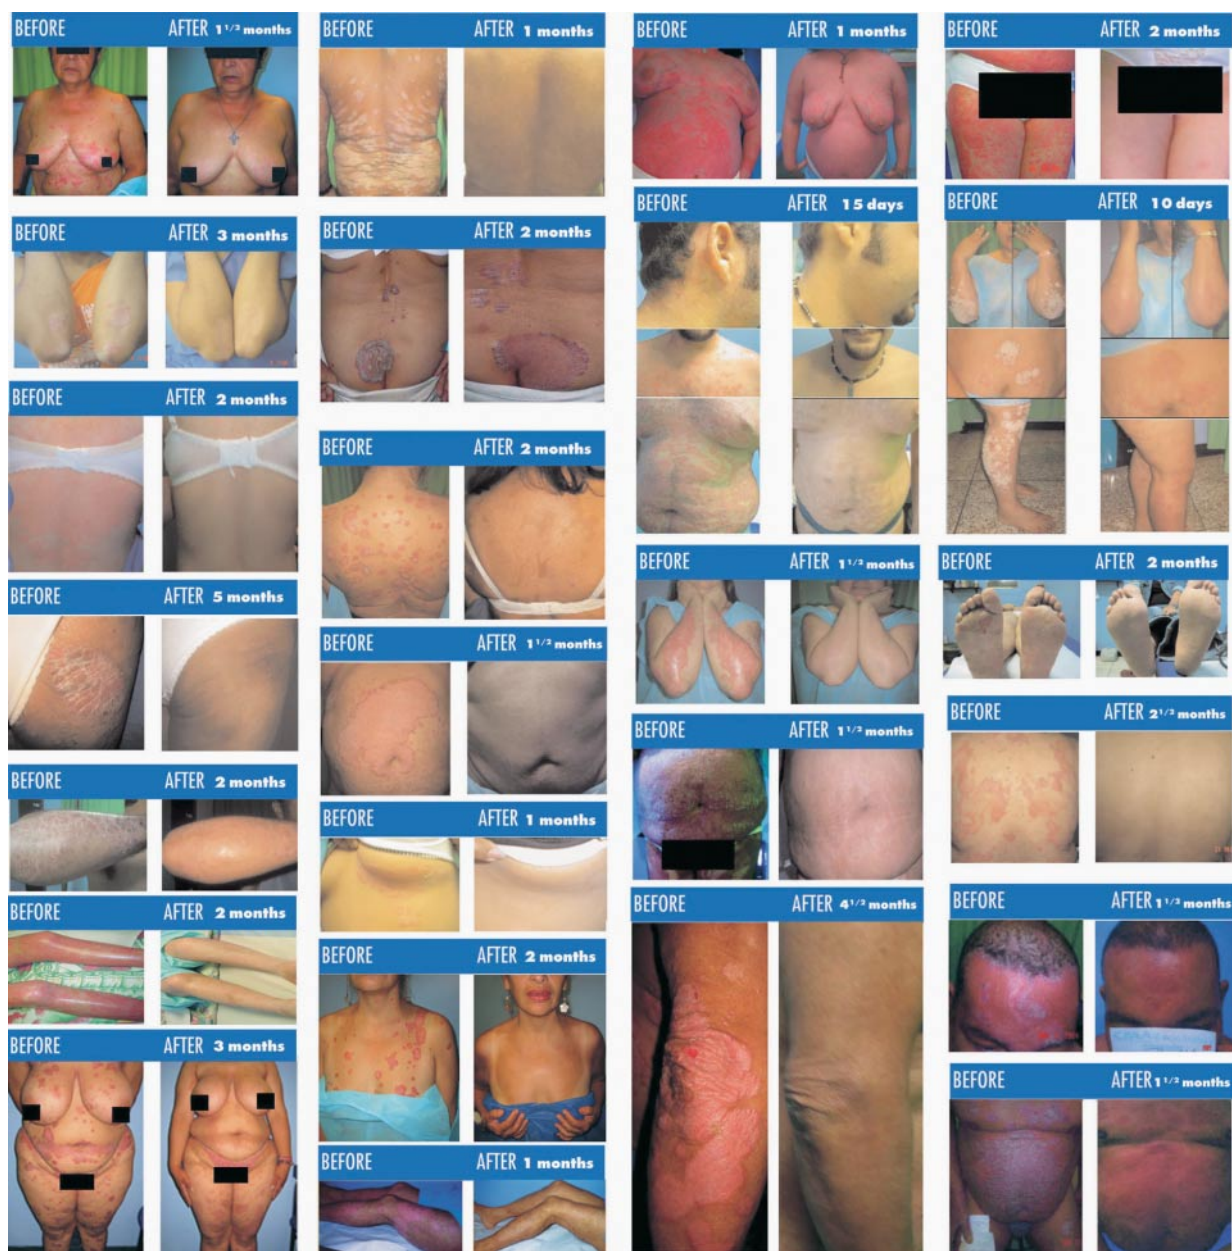 BEFORE AFTER 1 1/2 months
BEFORE AFTER 3 months
BEFORE AFTER 2 months
BEFORE AFTER 5 months
BEFORE AFTER 2 months
BEFORE AFTER 2 months
BEFORE AFTER 3 months
BEFORE AFTER 1 months
BEFORE AFTER 2 months
BEFORE AFTER 2 months
BEFORE AFTER 1 1/2 months
BEFORE AFTER 1 months
BEFORE AFTER 2 months
BEFORE AFTER 1 months
BEFORE AFTER 1 months
BEFORE AFTER 15 days
BEFORE AFTER 1 1/2 months
BEFORE AFTER 1 1/2 months
BEFORE AFTER 4 1/2 months
BEFORE AFTER 2 months
BEFORE AFTER 10 days
BEFORE AFTER 2 months
BEFORE AFTER 2 1/2 months
BEFORE AFTER 1 1/2 months
BEFORE AFTER 1 1/2 months